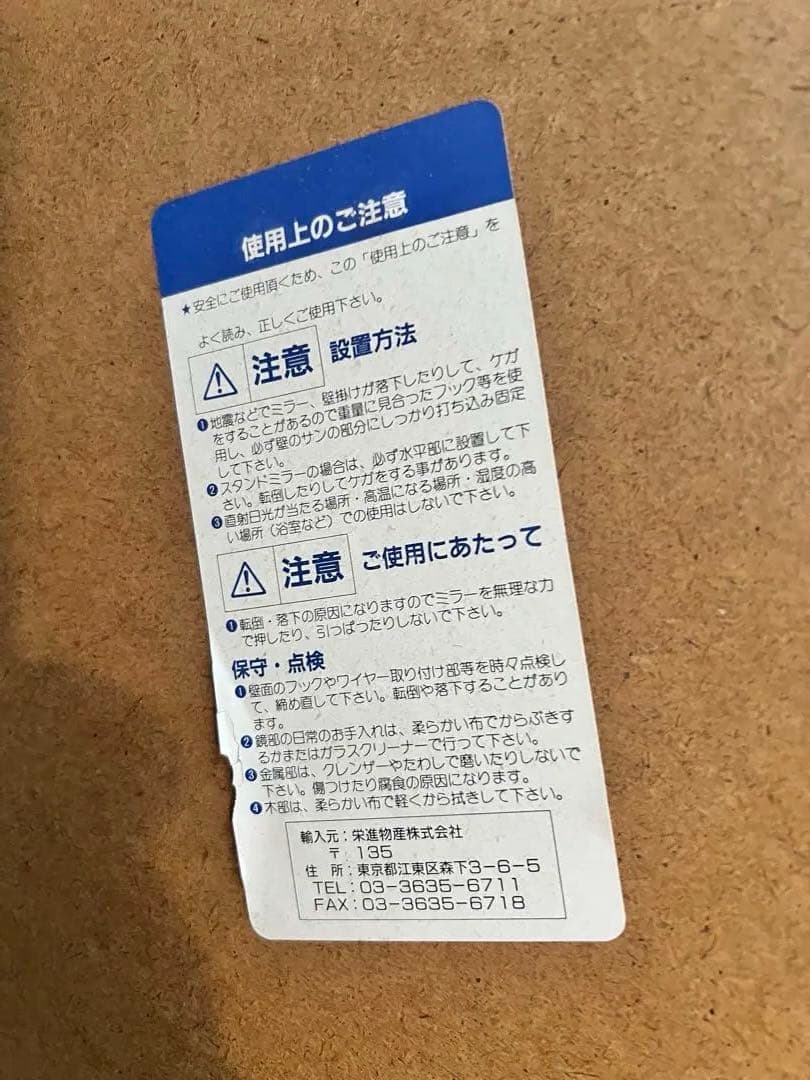 使用上のご注意
★安全にご使用頂くため、この「使用上のご注意」を
よく読み、正しくご使用下さい。
注意 設置方法
❶地震などでミラー、壁掛けが落下したりして、ケガ
をすることがあるので重量に見合ったフック等を使
用し、必ず壁のサンの部分にしっかり打ち込み固定
して下さい。
❷スタンドミラーの場合は、必ず水平部に設置して下
さい。転倒したりしてケガをする事があります。
❸直射日光が当たる場所・高温になる場所・湿度の高
い場所（浴室など）での使用はしないで下さい。
注意 ご使用にあたって
❶転倒・落下の原因になりますのでミラーを無理な力
で押したり、引っぱったりしないで下さい。
保守・点検
❶壁面のフックやワイヤー取り付け部等を時々点検し
て、締め直して下さい。転倒や落下することがあり
ます。
❷鏡部の日常のお手入れは、柔らかい布でからぶきす
るかまたはガラスクリーナーで行って下さい。
❸金属部は、クレンザーやたわしで磨いたりしないで
下さい。傷つけたり腐食の原因になります。
❹木部は、柔らかい布で軽くから拭きして下さい。
輸入元：栄進物産株式会社
〒 135
住 所：東京都江東区森下3-6-5
TEL：03-3635-6711
FAX：03-3635-6718